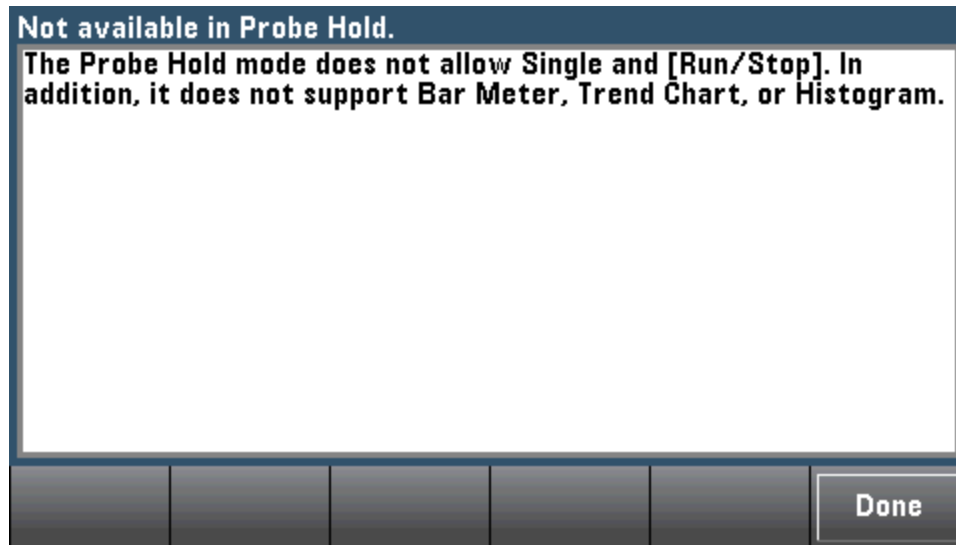 Not available in Probe Hold.
The Probe Hold mode does not allow Single and [Run/Stop]. In
addition, it does not support Bar Meter, Trend Chart, or Histogram.
Done